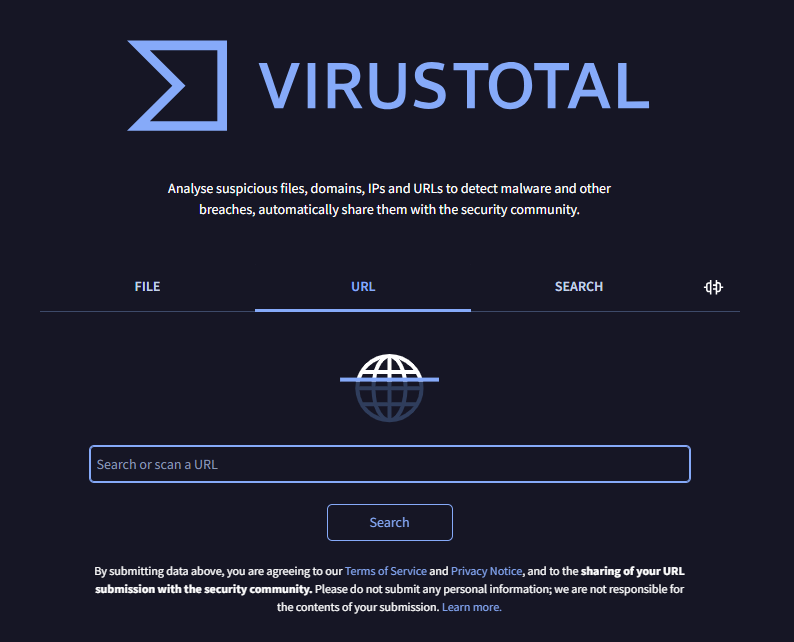 VIRUSTOTAL
Analyse suspicious files, domains, IPs and URLs to detect malware and other
breaches, automatically share them with the security community.
FILE
URL
SEARCH
Search or scan a URL
Search
By submitting data above, you are agreeing to our Terms of Service and Privacy Notice, and to the sharing of your URL
submission with the security community. Please do not submit any personal information; we are not responsible for
the contents of your submission. Learn more.